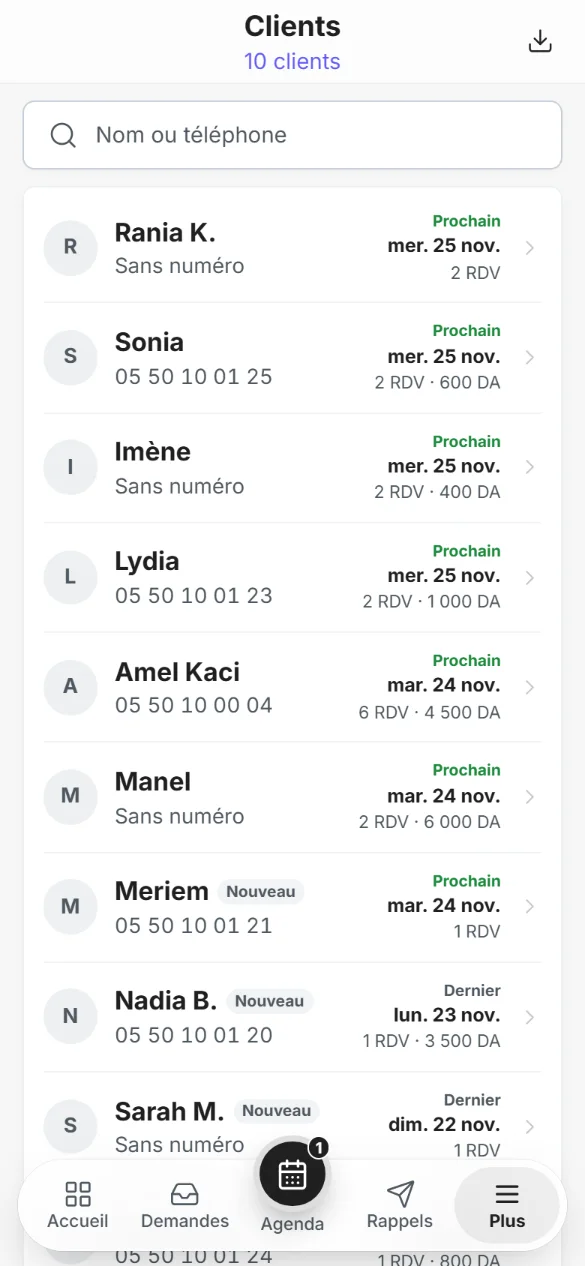 Clients
10 clients
Nom ou téléphone
R
Rania K.
Sans numéro
Prochain
mer. 25 nov.
2 RDV
S
Sonia
05 50 10 01 25
Prochain
mer. 25 nov.
2 RDV · 600 DA
I
Imène
Sans numéro
Prochain
mer. 25 nov.
2 RDV · 400 DA
L
Lydia
05 50 10 01 23
Prochain
mer. 25 nov.
2 RDV · 1 000 DA
A
Amel Kaci
05 50 10 00 04
Prochain
mar. 24 nov.
6 RDV · 4 500 DA
M
Manel
Sans numéro
Prochain
mar. 24 nov.
2 RDV · 6 000 DA
M
Meriem Nouveau
05 50 10 01 21
Prochain
mar. 24 nov.
1 RDV
N
Nadia B. Nouveau
05 50 10 01 20
Dernier
lun. 23 nov.
1 RDV · 3 500 DA
S
Sarah M. Nouveau
Sans numéro
Dernier
dim. 22 nov.
1 RDV
1
Accueil
Demandes
Agenda
Rappels
Plus
05 50 10 01 24
1 RDV · 800 DA